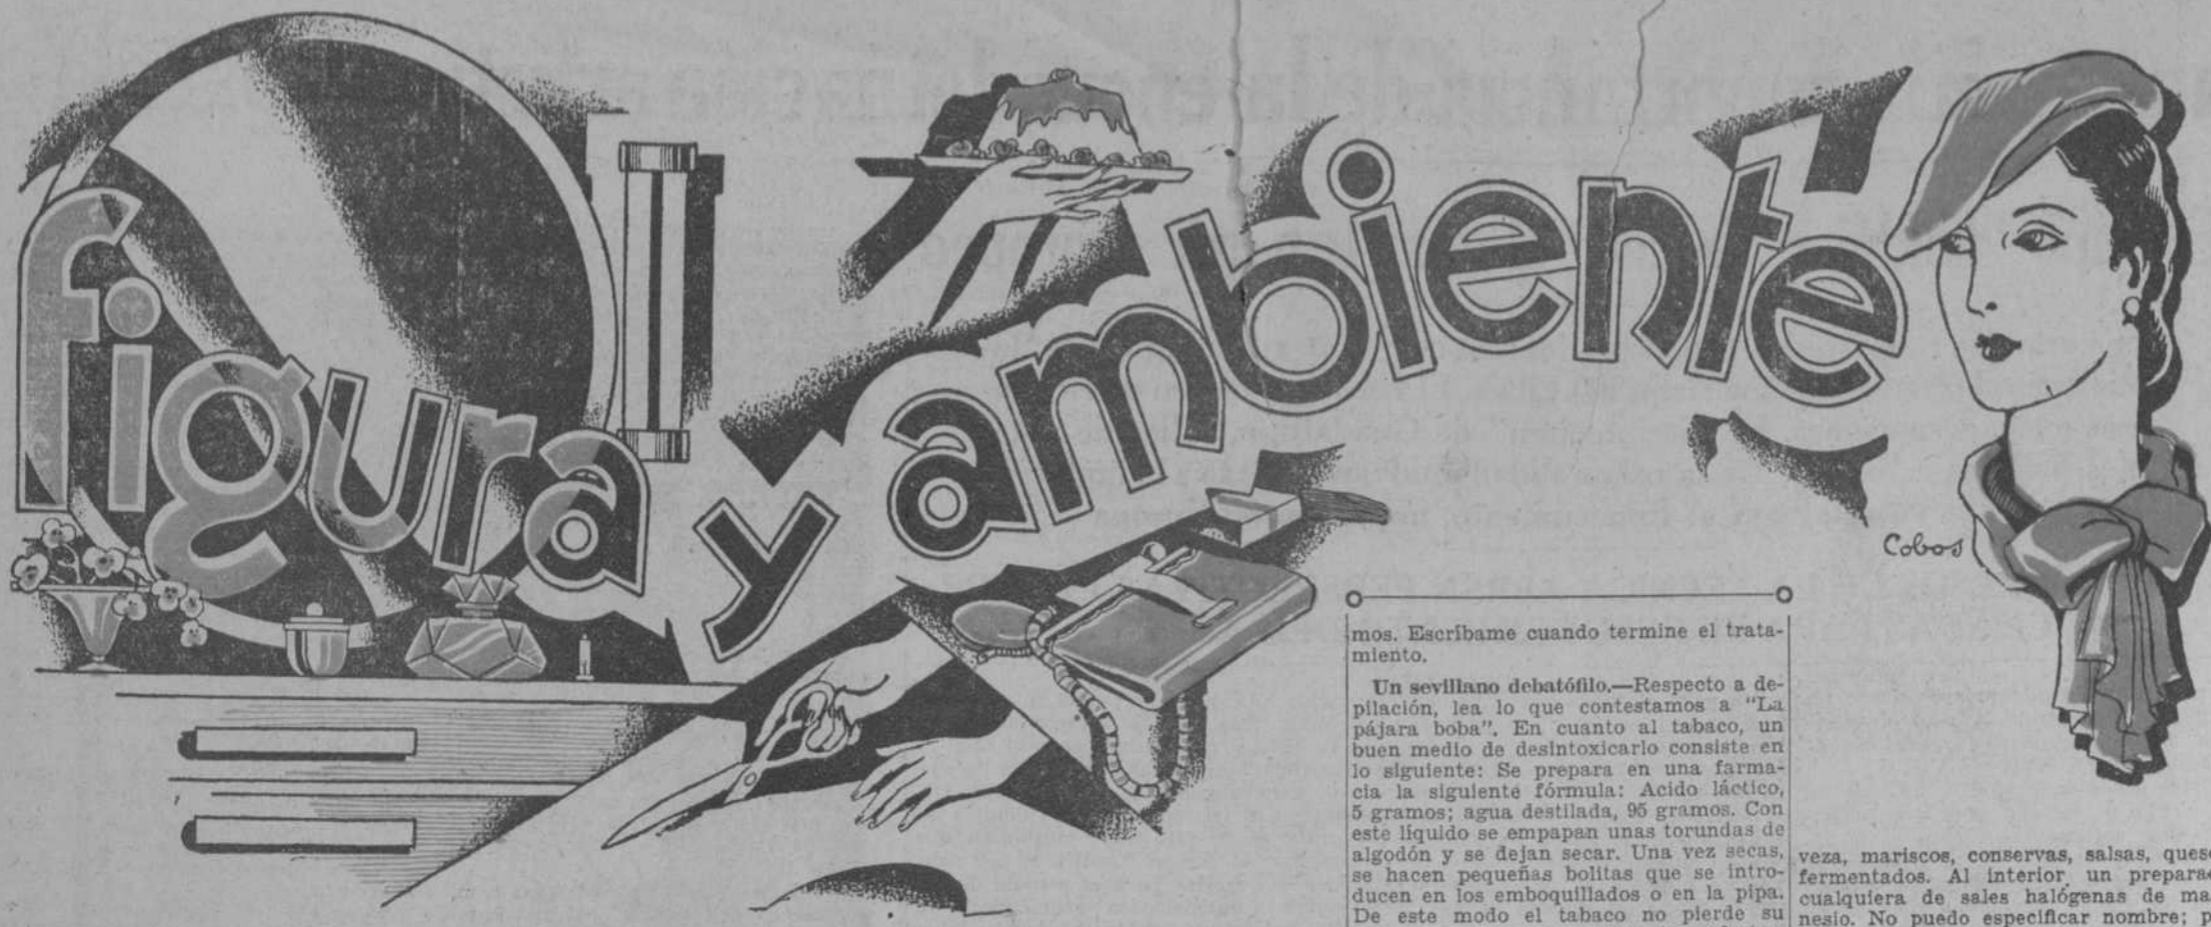 figura y ambiente
Cobos
mos. Escríbame cuando termine el trata-
miento.
Un sevillano debatófilo.—Respecto a de-
pilación, lea lo que contestamos a "La
pájara boba". En cuanto al tabaco, un
buen medio de desintoxicarlo consiste en
lo siguiente: Se prepara en una farma-
cia la siguiente fórmula: Acido láctico,
5 gramos; agua destilada, 95 gramos. Con
este líquido se empapan unas torundas de
algodón y se dejan secar. Una vez secas,
se hacen pequeñas bolitas que se intro-
ducen en los emboquillados o en la pipa.
De este modo el tabaco no pierde su
veza, mariscos, conservas, salsas, ques
fermentados. Al interior un prepara
cualquiera de sales halógenas de ma
nesio. No puedo especificar nombre; p